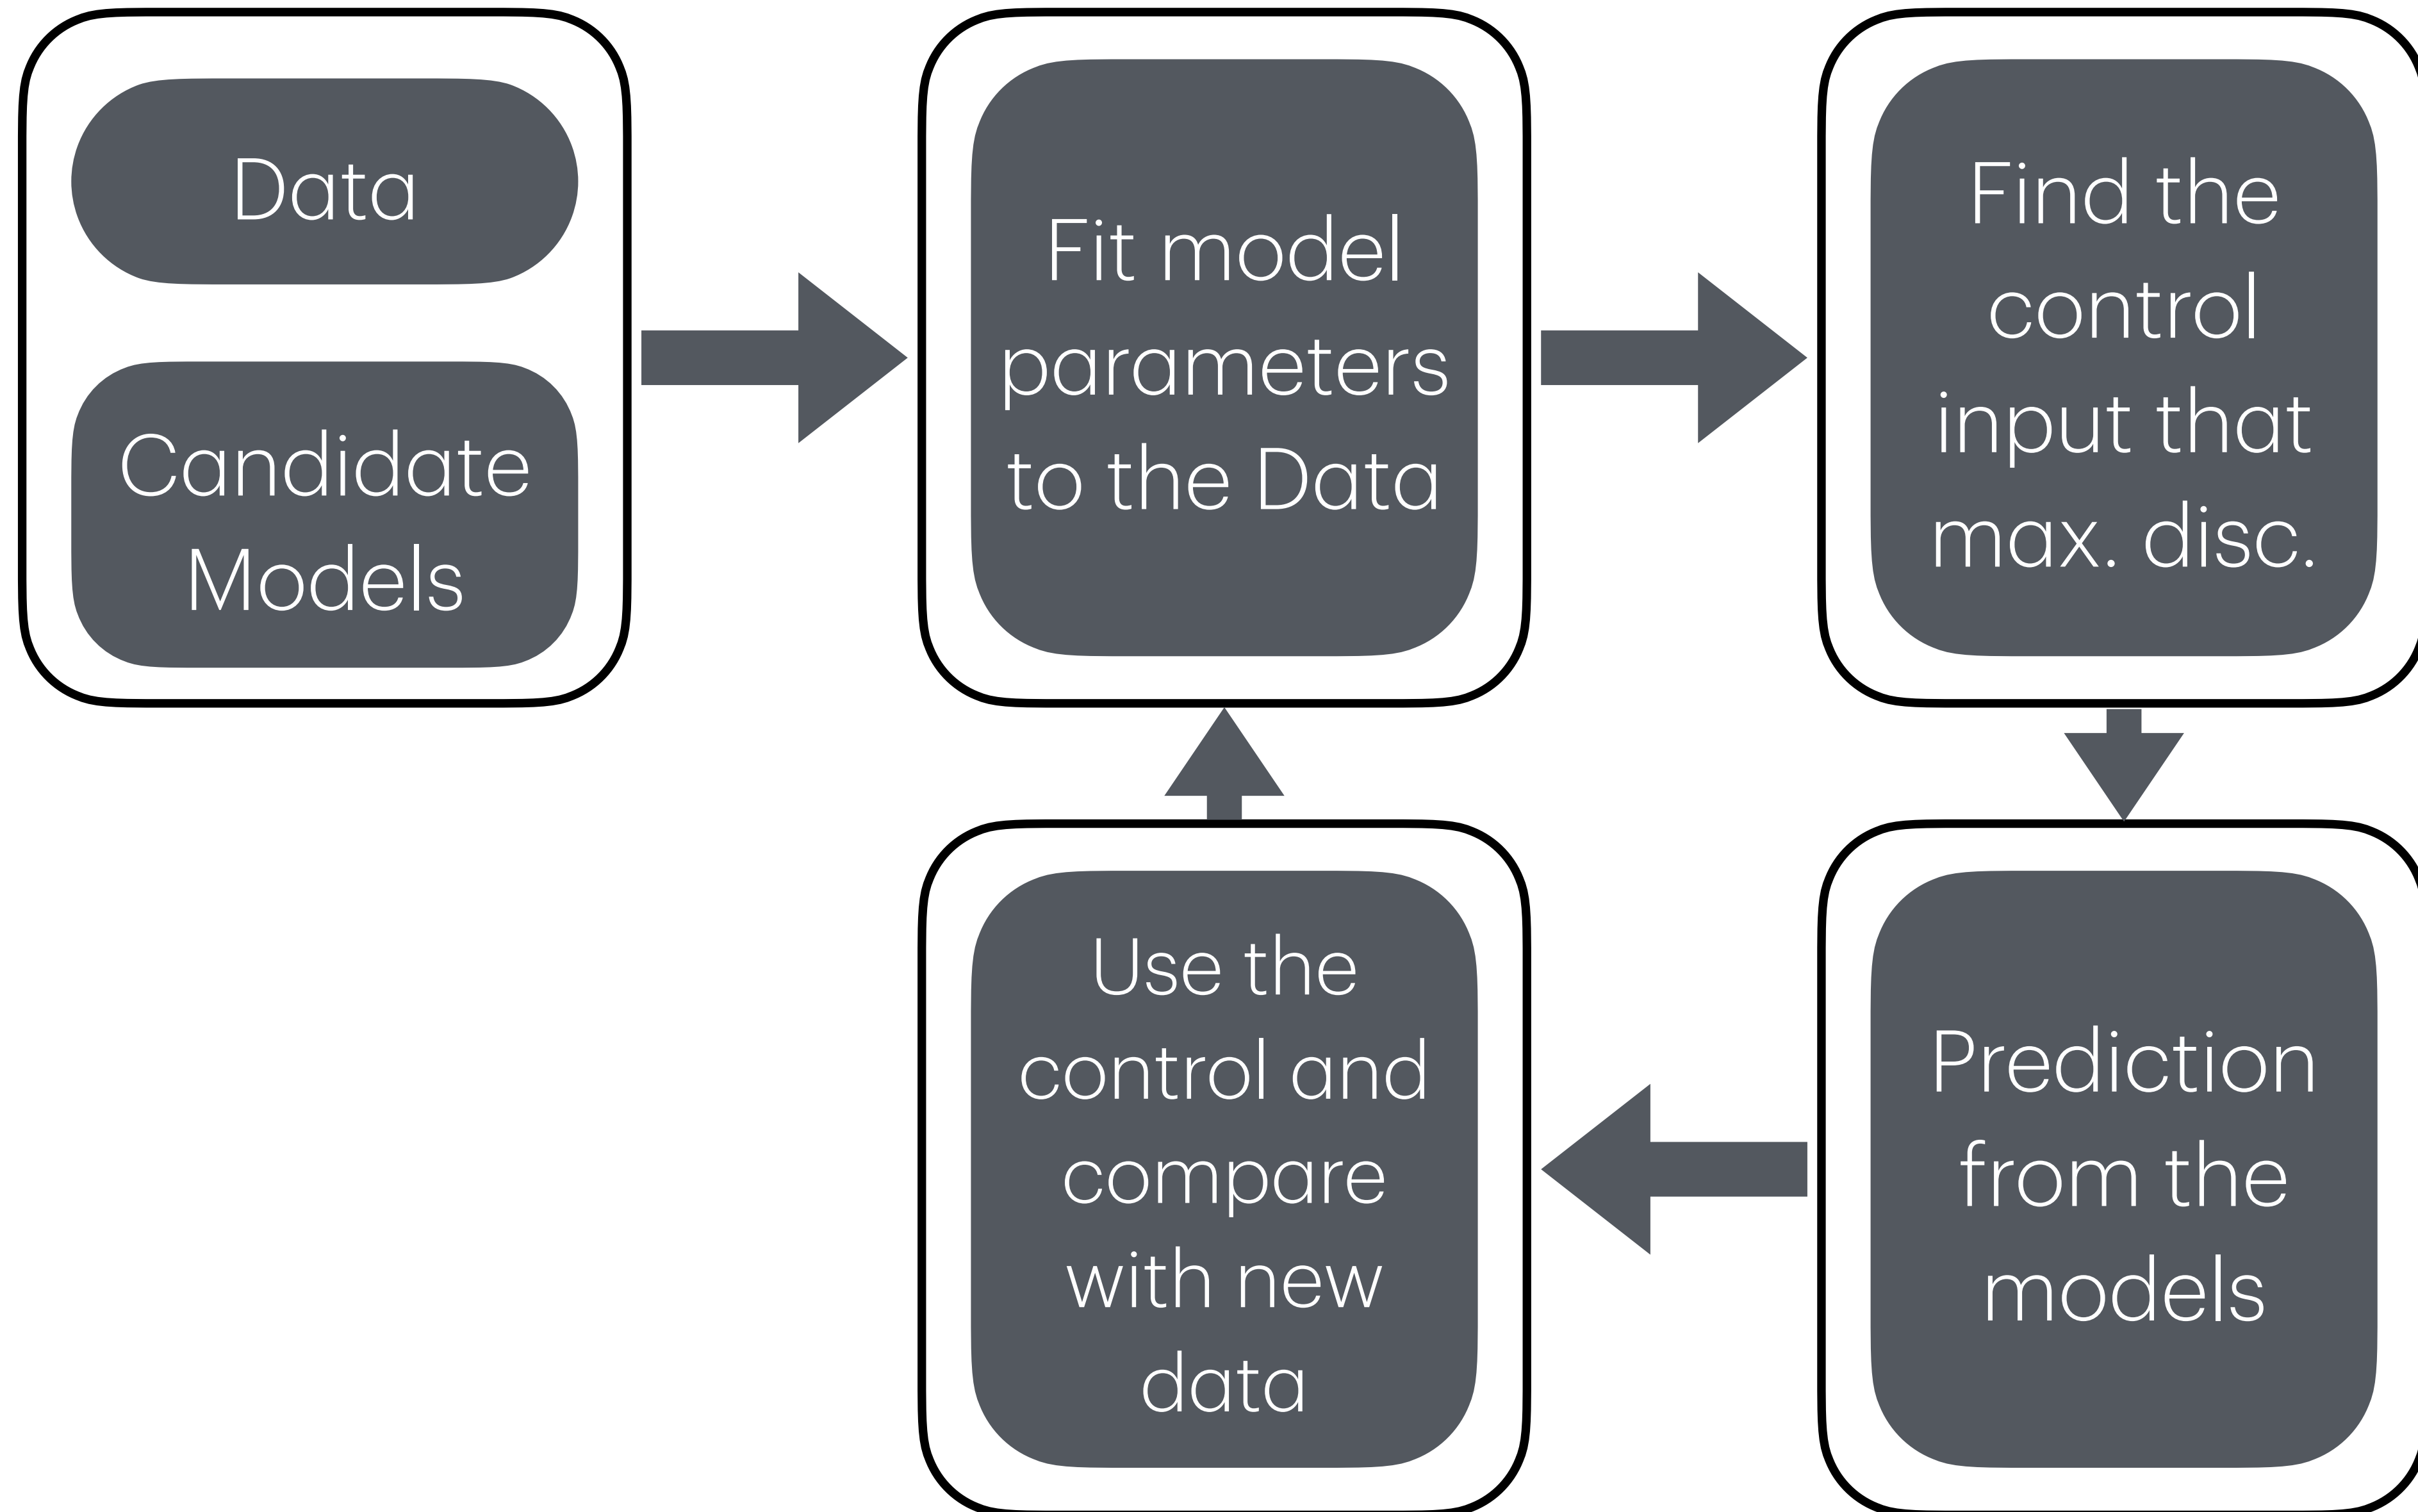 Data
Candidate
Models
Fit model
parameters
to the Data
Find the
control
input that
max. disc.
Use the
control and
compare
with new
data
Prediction
from the
models